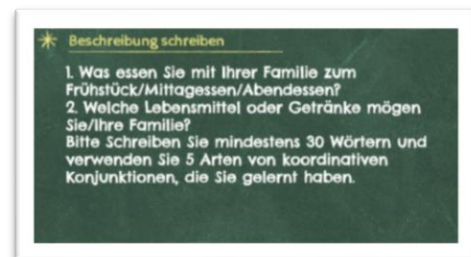 Beschreibung schreiben
1. Was essen Sie mit Ihrer Familie zum
Frühstück/Mittagessen/Abendessen?
2. Welche Lebensmittel oder Getränke mögen
Sie/Ihre Familie?
Bitte Schreiben Sie mindestens 30 Wörtern und
verwenden Sie 5 Arten von koordinativen
Konjunktionen, die Sie gelernt haben.